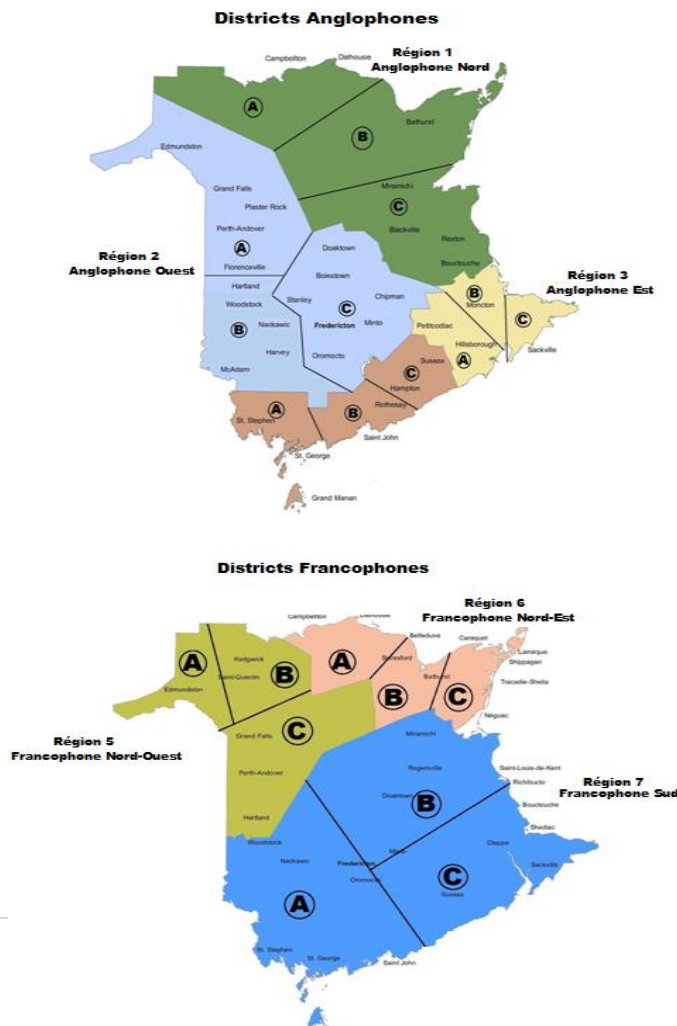 Districts Anglophones
Campbellton
Dalhousie
Région 1
Anglophone Nord
A
Bathurst
B
Edmundston
Miramichi
Grand Falls
C
Plaster Rock
Blackville
Rexton
Perth-Andover
Doaktown
Région 2
Anglophone Ouest
A
Bouctouche
Florenceville
Boiestown
Région 3
Anglophone Est
Hartland
B
Stanley
C
Chipman
Moncton
Woodstock
C
B
Nackawic
Fredericton
Minto
Petitcodiac
Hillsborough
Sackville
Harvey
Oromocto
Sussex
A
McAdam
C
Hampton
A
B
Rothesay
St. Stephen
Saint John
St. George
Grand Manan
Districts Francophones
Région 6
Francophone Nord-Est
Campbellton
Belledune
Caraquet
Kedgwick
A
Lamèque
A
B
Beresford
Shippagan
Saint-Quentin
Bathurst
Tracadie-Sheila
Edmundston
B
C
Néguac
Région 5
Francophone Nord-Ouest
C
Grand Falls
Miramichi
Rogersville
Saint-Louis-de-Kent
Perth-Andover
Richibucto
Région 7
Francophone Sud
Doaktown
B
Bouctouche
Hartland
Shediac
Woodstock
Dieppe
Minto
Nackawic
Fredericton
Sackville
Oromocto
C
A
Sussex
St. Stephen
St. George
Saint John